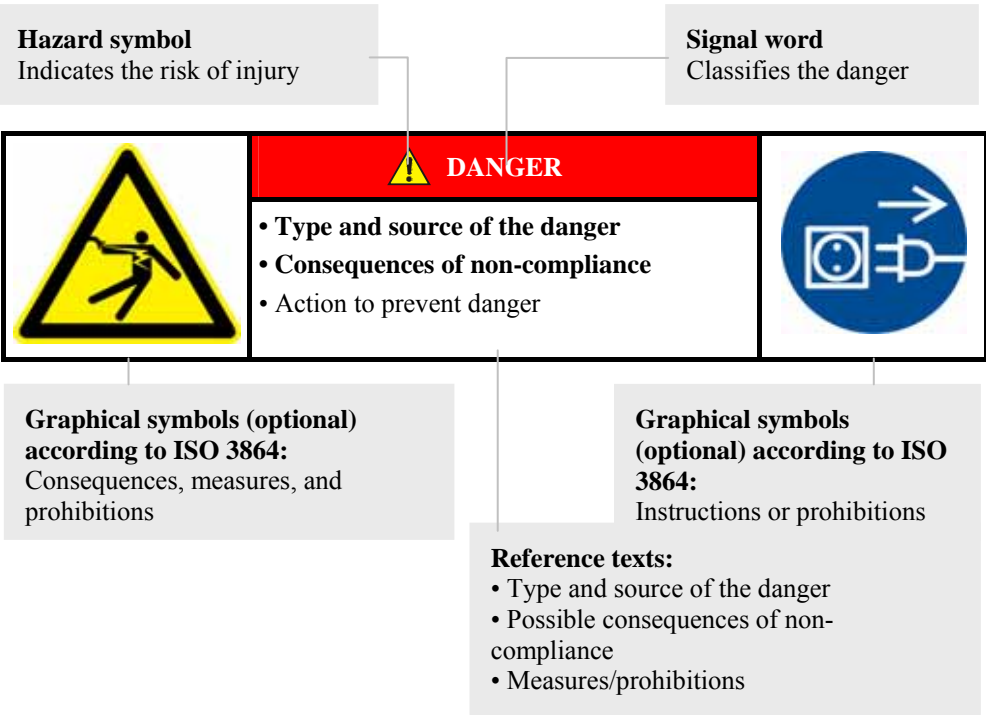 Hazard symbol
Indicates the risk of injury
Signal word
Classifies the danger
DANGER
• Type and source of the danger
• Consequences of non-compliance
• Action to prevent danger
Graphical symbols (optional)
according to ISO 3864:
Consequences, measures, and
prohibitions
Graphical symbols
(optional) according to ISO
3864:
Instructions or prohibitions
Reference texts:
• Type and source of the danger
• Possible consequences of non-
compliance
• Measures/prohibitions